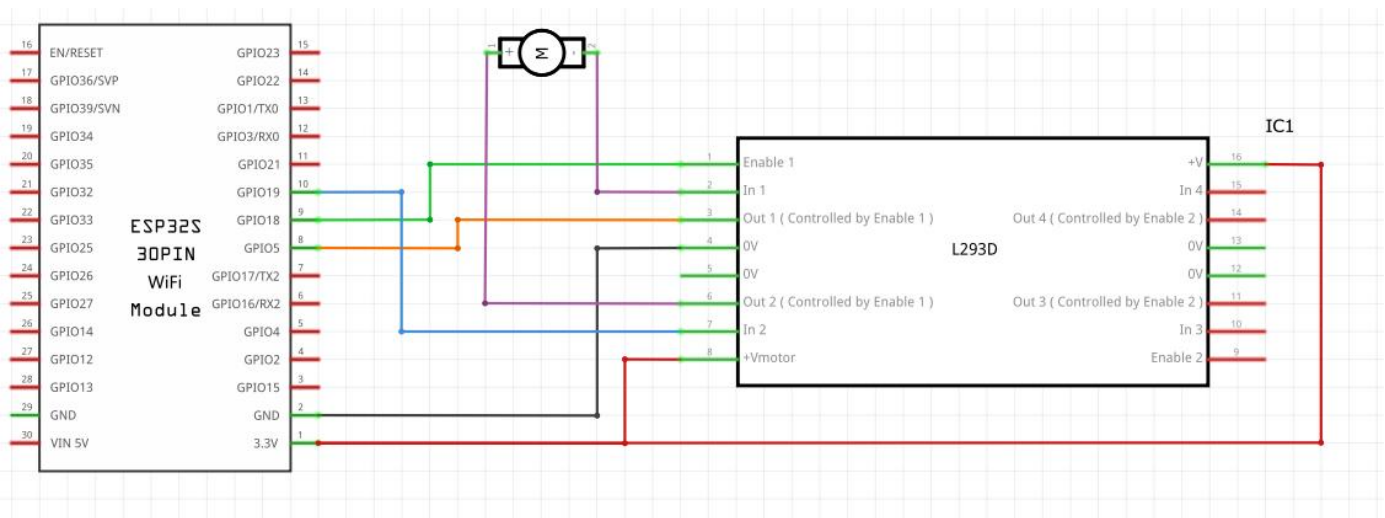 16 EN/RESET GPIO23 15
17 GPIO36/SVP GPIO22 14
18 GPIO39/SVN GPIO1/TX0 13
19 GPIO34 GPIO3/RX0 12
20 GPIO35 GPIO21 11
21 GPIO32 GPIO19 10
22 GPIO33 GPIO18 9
23 GPIO25 GPIO5 8
24 GPIO26 GPIO17/TX2 7
25 GPIO27 GPIO16/RX2 6
26 GPIO14 GPIO4 5
27 GPIO12 GPIO2 4
28 GPIO13 GPIO15 3
29 GND GND 2
30 VIN 5V 3.3V 1
ESP32S
30PIN
WiFi
Module
1 + M - 2
IC1
1 Enable 1 +V 16
2 In 1 In 4 15
3 Out 1 ( Controlled by Enable 1 ) Out 4 ( Controlled by Enable 2 ) 14
4 0V 0V 13
L293D
5 0V 0V 12
6 Out 2 ( Controlled by Enable 1 ) Out 3 ( Controlled by Enable 2 ) 11
7 In 2 In 3 10
8 +Vmotor Enable 2 9